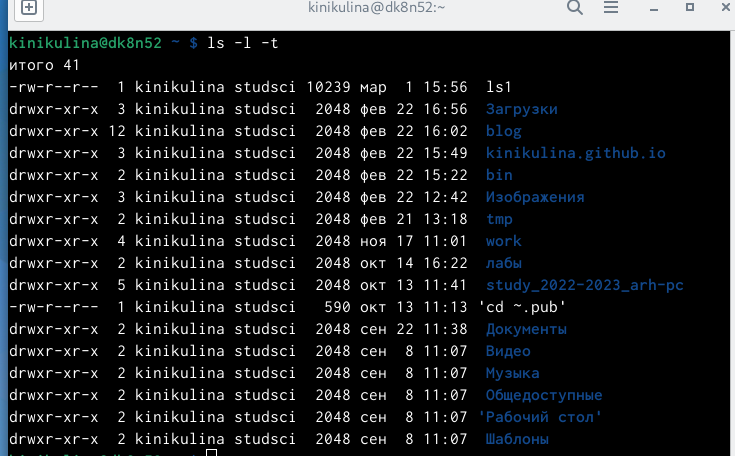 kinikulina@dk8n52:~
kinikulina@dk8n52 ~ $ ls -l -t
итого 41
-rw-r--r-- 1 kinikulina studsci 10239 мар 1 15:56 ls1
drwxr-xr-x 3 kinikulina studsci 2048 фев 22 16:56 Загрузки
drwxr-xr-x 12 kinikulina studsci 2048 фев 22 16:02 blog
drwxr-xr-x 3 kinikulina studsci 2048 фев 22 15:49 kinikulina.github.io
drwxr-xr-x 2 kinikulina studsci 2048 фев 22 15:22 bin
drwxr-xr-x 3 kinikulina studsci 2048 фев 22 12:42 Изображения
drwxr-xr-x 2 kinikulina studsci 2048 фев 21 13:18 tmp
drwxr-xr-x 4 kinikulina studsci 2048 ноя 17 11:01 work
drwxr-xr-x 2 kinikulina studsci 2048 окт 14 16:22 лабы
drwxr-xr-x 5 kinikulina studsci 2048 окт 13 11:41 study_2022-2023_arh-pc
-rw-r--r-- 1 kinikulina studsci 590 окт 13 11:13 'cd ~.pub'
drwxr-xr-x 2 kinikulina studsci 2048 сен 22 11:38 Документы
drwxr-xr-x 2 kinikulina studsci 2048 сен 8 11:07 Видео
drwxr-xr-x 2 kinikulina studsci 2048 сен 8 11:07 Музыка
drwxr-xr-x 2 kinikulina studsci 2048 сен 8 11:07 Общедоступные
drwxr-xr-x 2 kinikulina studsci 2048 сен 8 11:07 'Рабочий стол'
drwxr-xr-x 2 kinikulina studsci 2048 сен 8 11:07 Шаблоны